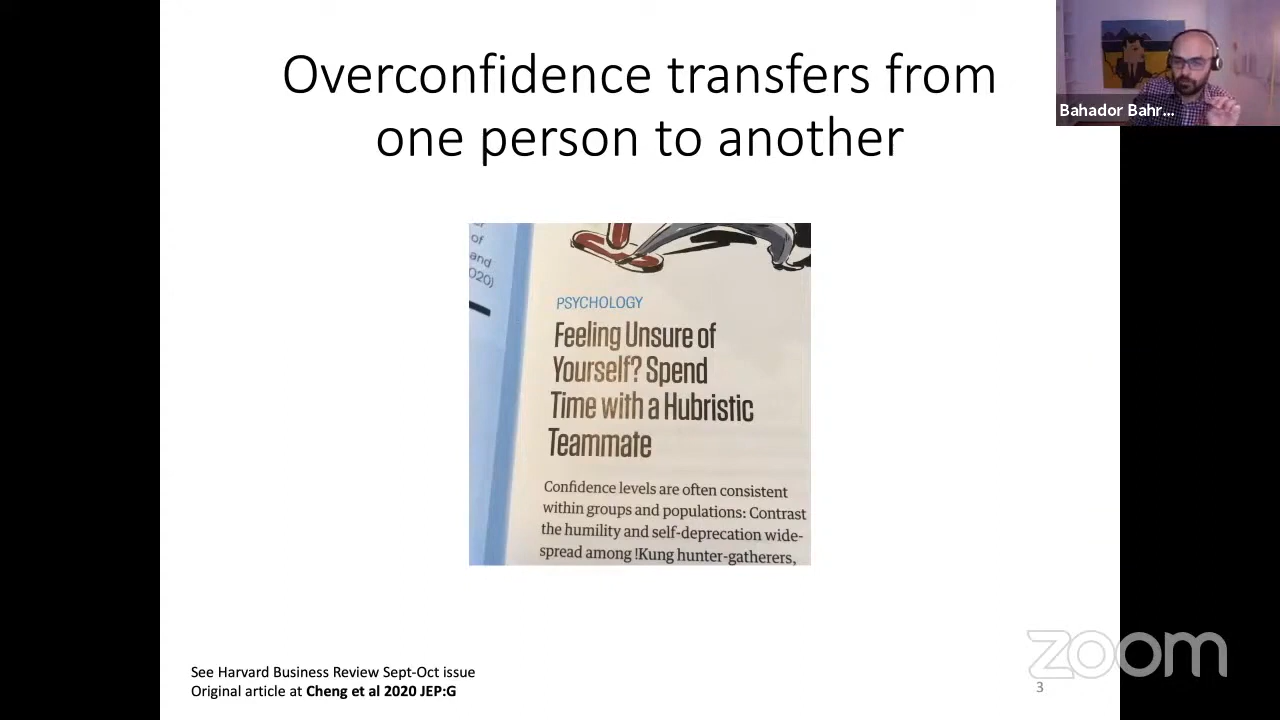 Overconfidence transfers from
one person to another
Bahador Bahr...
of
and
020)
PSYCHOLOGY
Feeling Unsure of
Yourself? Spend
Time with a Hubristic
Teammate
Confidence levels are often consistent
within groups and populations: Contrast
the humility and self-deprecation wide-
spread among !Kung hunter-gatherers,
See Harvard Business Review Sept-Oct issue
Original article at Cheng et al 2020 JEP:G
zoom
3